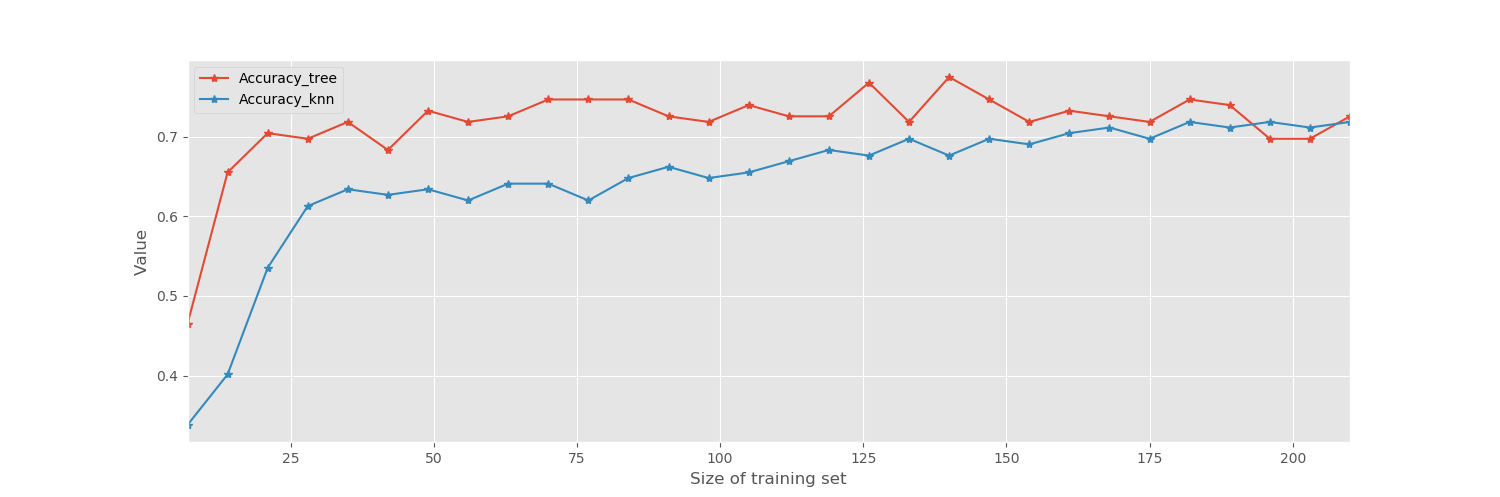 Accuracy_tree
Accuracy_knn
0.7
0.6
0.5
0.4
Value
25 50 75 100 125 150 175 200
Size of training set